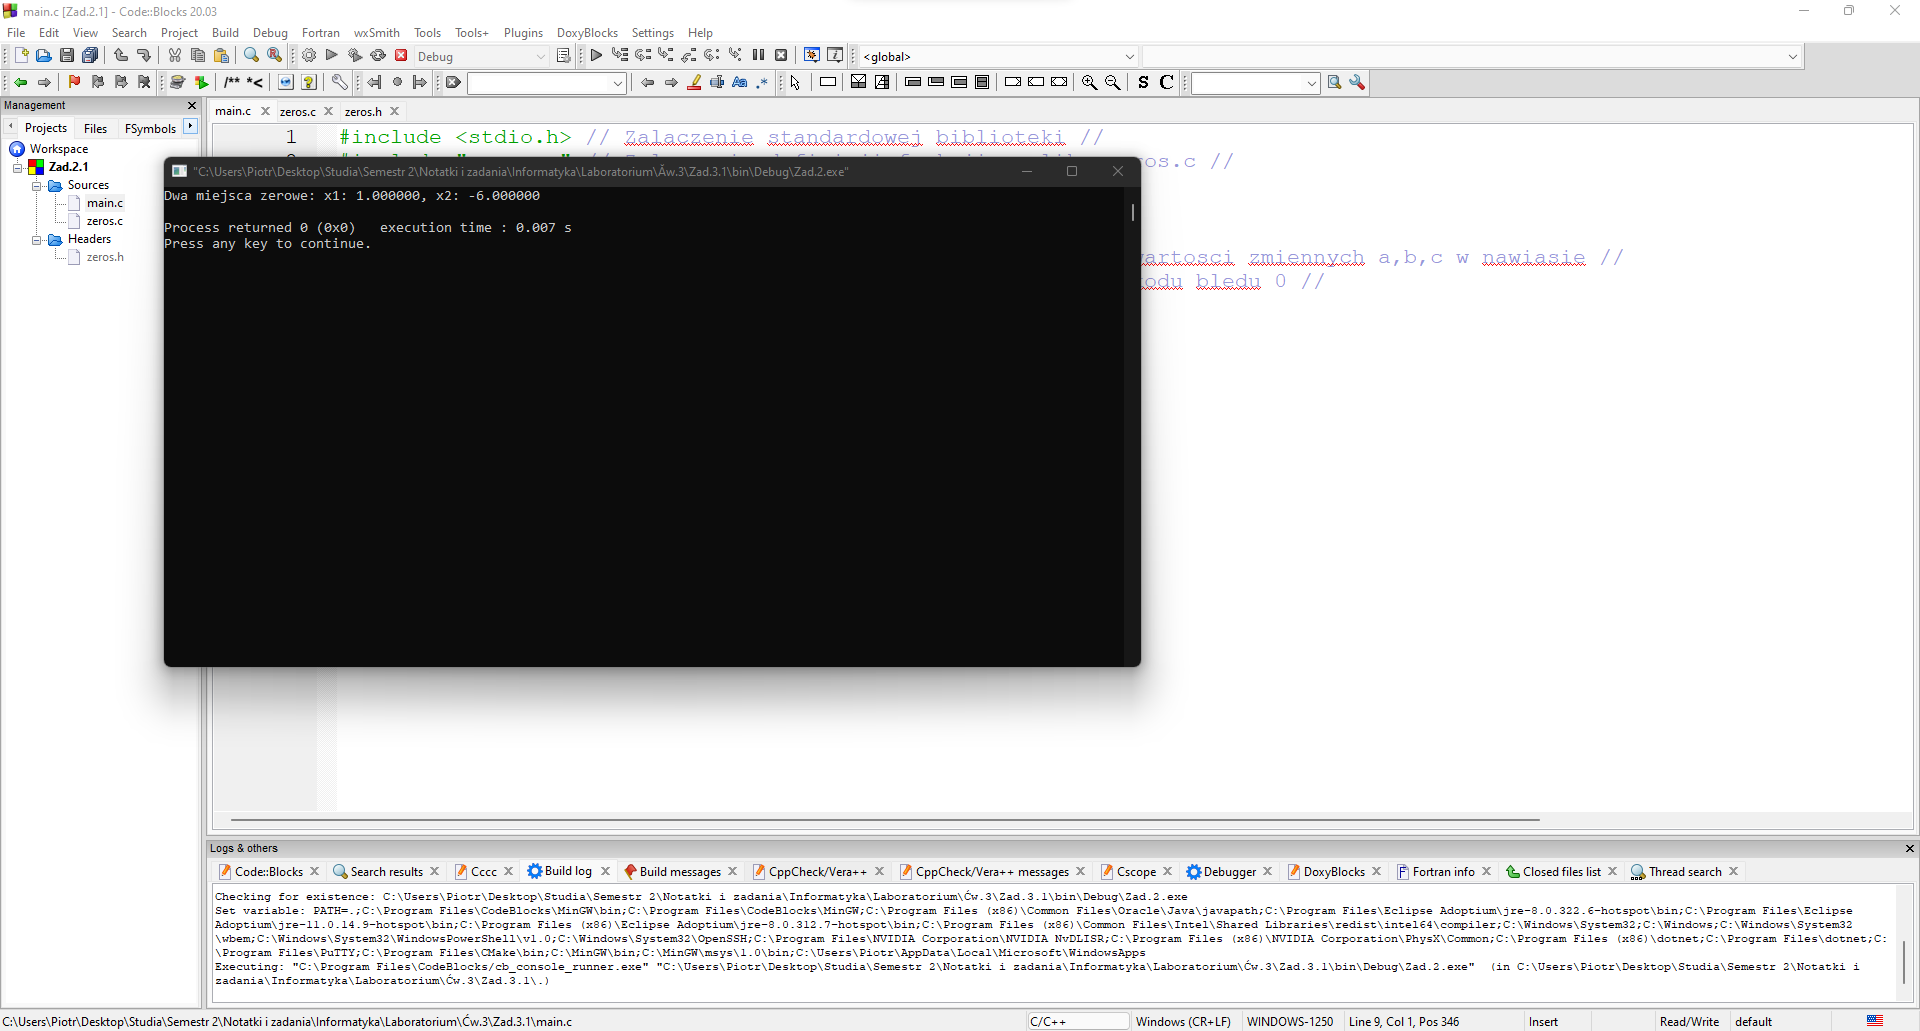 main.c [Zad.2.1] - Code::Blocks 20.03
File Edit View Search Project Build Debug Fortran wxSmith Tools Tools+ Plugins DoxyBlocks Settings Help
Debug
<global>
/** *<
Aa .*
S C
Management
main.c zeros.c zeros.h
Projects Files FSymbols
Workspace
Zad.2.1
Sources
main.c
zeros.c
Headers
zeros.h
1 #include <stdio.h> // Zalaczenie standardowej biblioteki //
os.c //
artosci zmiennych a,b,c w nawiasie //
odu bledu 0 //
"C:\Users\Piotr\Desktop\Studia\Semestr 2\Notatki i zadania\Informatyka\Laboratorium\Ăw.3\Zad.3.1\bin\Debug\Zad.2.exe"
Dwa miejsca zerowe: x1: 1.000000, x2: -6.000000
Process returned 0 (0x0)   execution time : 0.007 s
Press any key to continue.
Logs & others
Code::Blocks Search results Cccc Build log Build messages CppCheck/Vera++ CppCheck/Vera++ messages Cscope Debugger DoxyBlocks Fortran info Closed files list Thread search
Checking for existence: C:\Users\Piotr\Desktop\Studia\Semestr 2\Notatki i zadania\Informatyka\Laboratorium\Ćw.3\Zad.3.1\bin\Debug\Zad.2.exe
Set variable: PATH=.;C:\Program Files\CodeBlocks\MinGW\bin;C:\Program Files\CodeBlocks\MinGW;C:\Program Files (x86)\Common Files\Oracle\Java\javapath;C:\Program Files\Eclipse Adoptium\jre-8.0.322.6-hotspot\bin;C:\Program Files\Eclipse
Adoptium\jre-11.0.14.9-hotspot\bin;C:\Program Files (x86)\Eclipse Adoptium\jre-8.0.312.7-hotspot\bin;C:\Program Files (x86)\Common Files\Intel\Shared Libraries\redist\intel64\compiler;C:\Windows\System32;C:\Windows;C:\Windows\System32
\wbem;C:\Windows\System32\WindowsPowerShell\v1.0;C:\Windows\System32\OpenSSH;C:\Program Files\NVIDIA Corporation\NVIDIA NvDLISR;C:\Program Files (x86)\NVIDIA Corporation\PhysX\Common;C:\Program Files (x86)\dotnet;C:\Program Files\dotnet;C:
\Program Files\PuTTY;C:\Program Files\CMake\bin;C:\MinGW\bin;C:\MinGW\msys\1.0\bin;C:\Users\Piotr\AppData\Local\Microsoft\WindowsApps
Executing: "C:\Program Files\CodeBlocks/cb_console_runner.exe" "C:\Users\Piotr\Desktop\Studia\Semestr 2\Notatki i zadania\Informatyka\Laboratorium\Ćw.3\Zad.3.1\bin\Debug\Zad.2.exe"  (in C:\Users\Piotr\Desktop\Studia\Semestr 2\Notatki i
zadania\Informatyka\Laboratorium\Ćw.3\Zad.3.1\.)
C:\Users\Piotr\Desktop\Studia\Semestr 2\Notatki i zadania\Informatyka\Laboratorium\Ćw.3\Zad.3.1\main.c C/C++ Windows (CR+LF) WINDOWS-1250 Line 9, Col 1, Pos 346 Insert Read/Write default